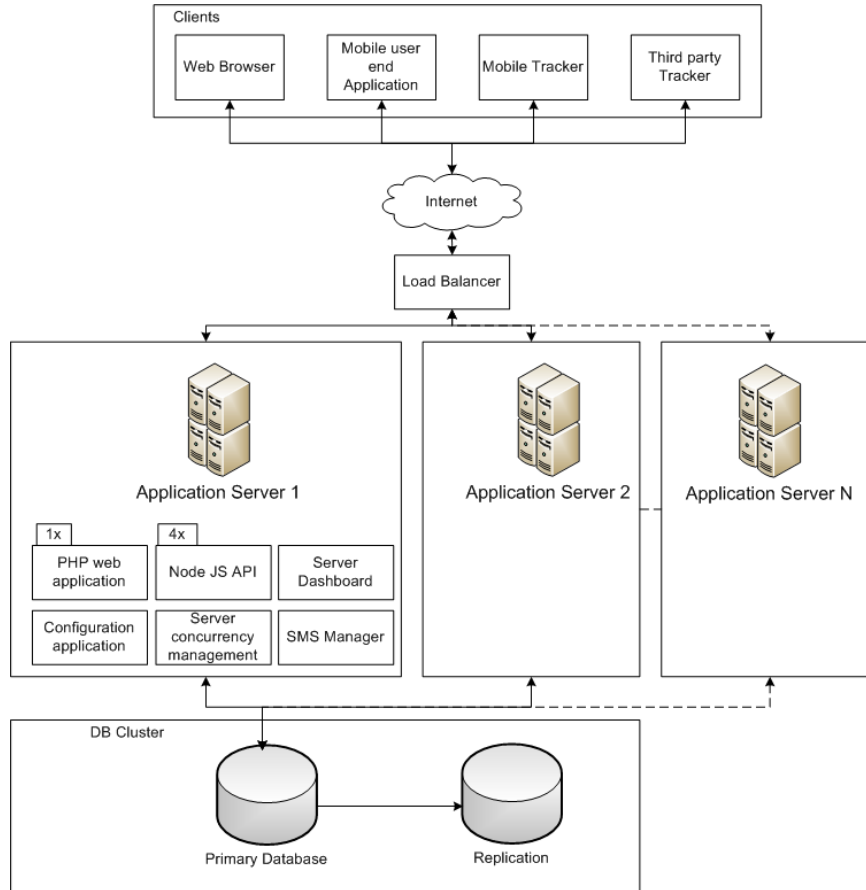 Clients
Web Browser
Mobile user
end
Application
Mobile Tracker
Third party
Tracker
Internet
Load Balancer
Application Server 1
Application Server 2
Application Server N
1x
4x
PHP web
application
Node JS API
Server
Dashboard
Configuration
application
Server
concurrency
management
SMS Manager
DB Cluster
Primary Database
Replication